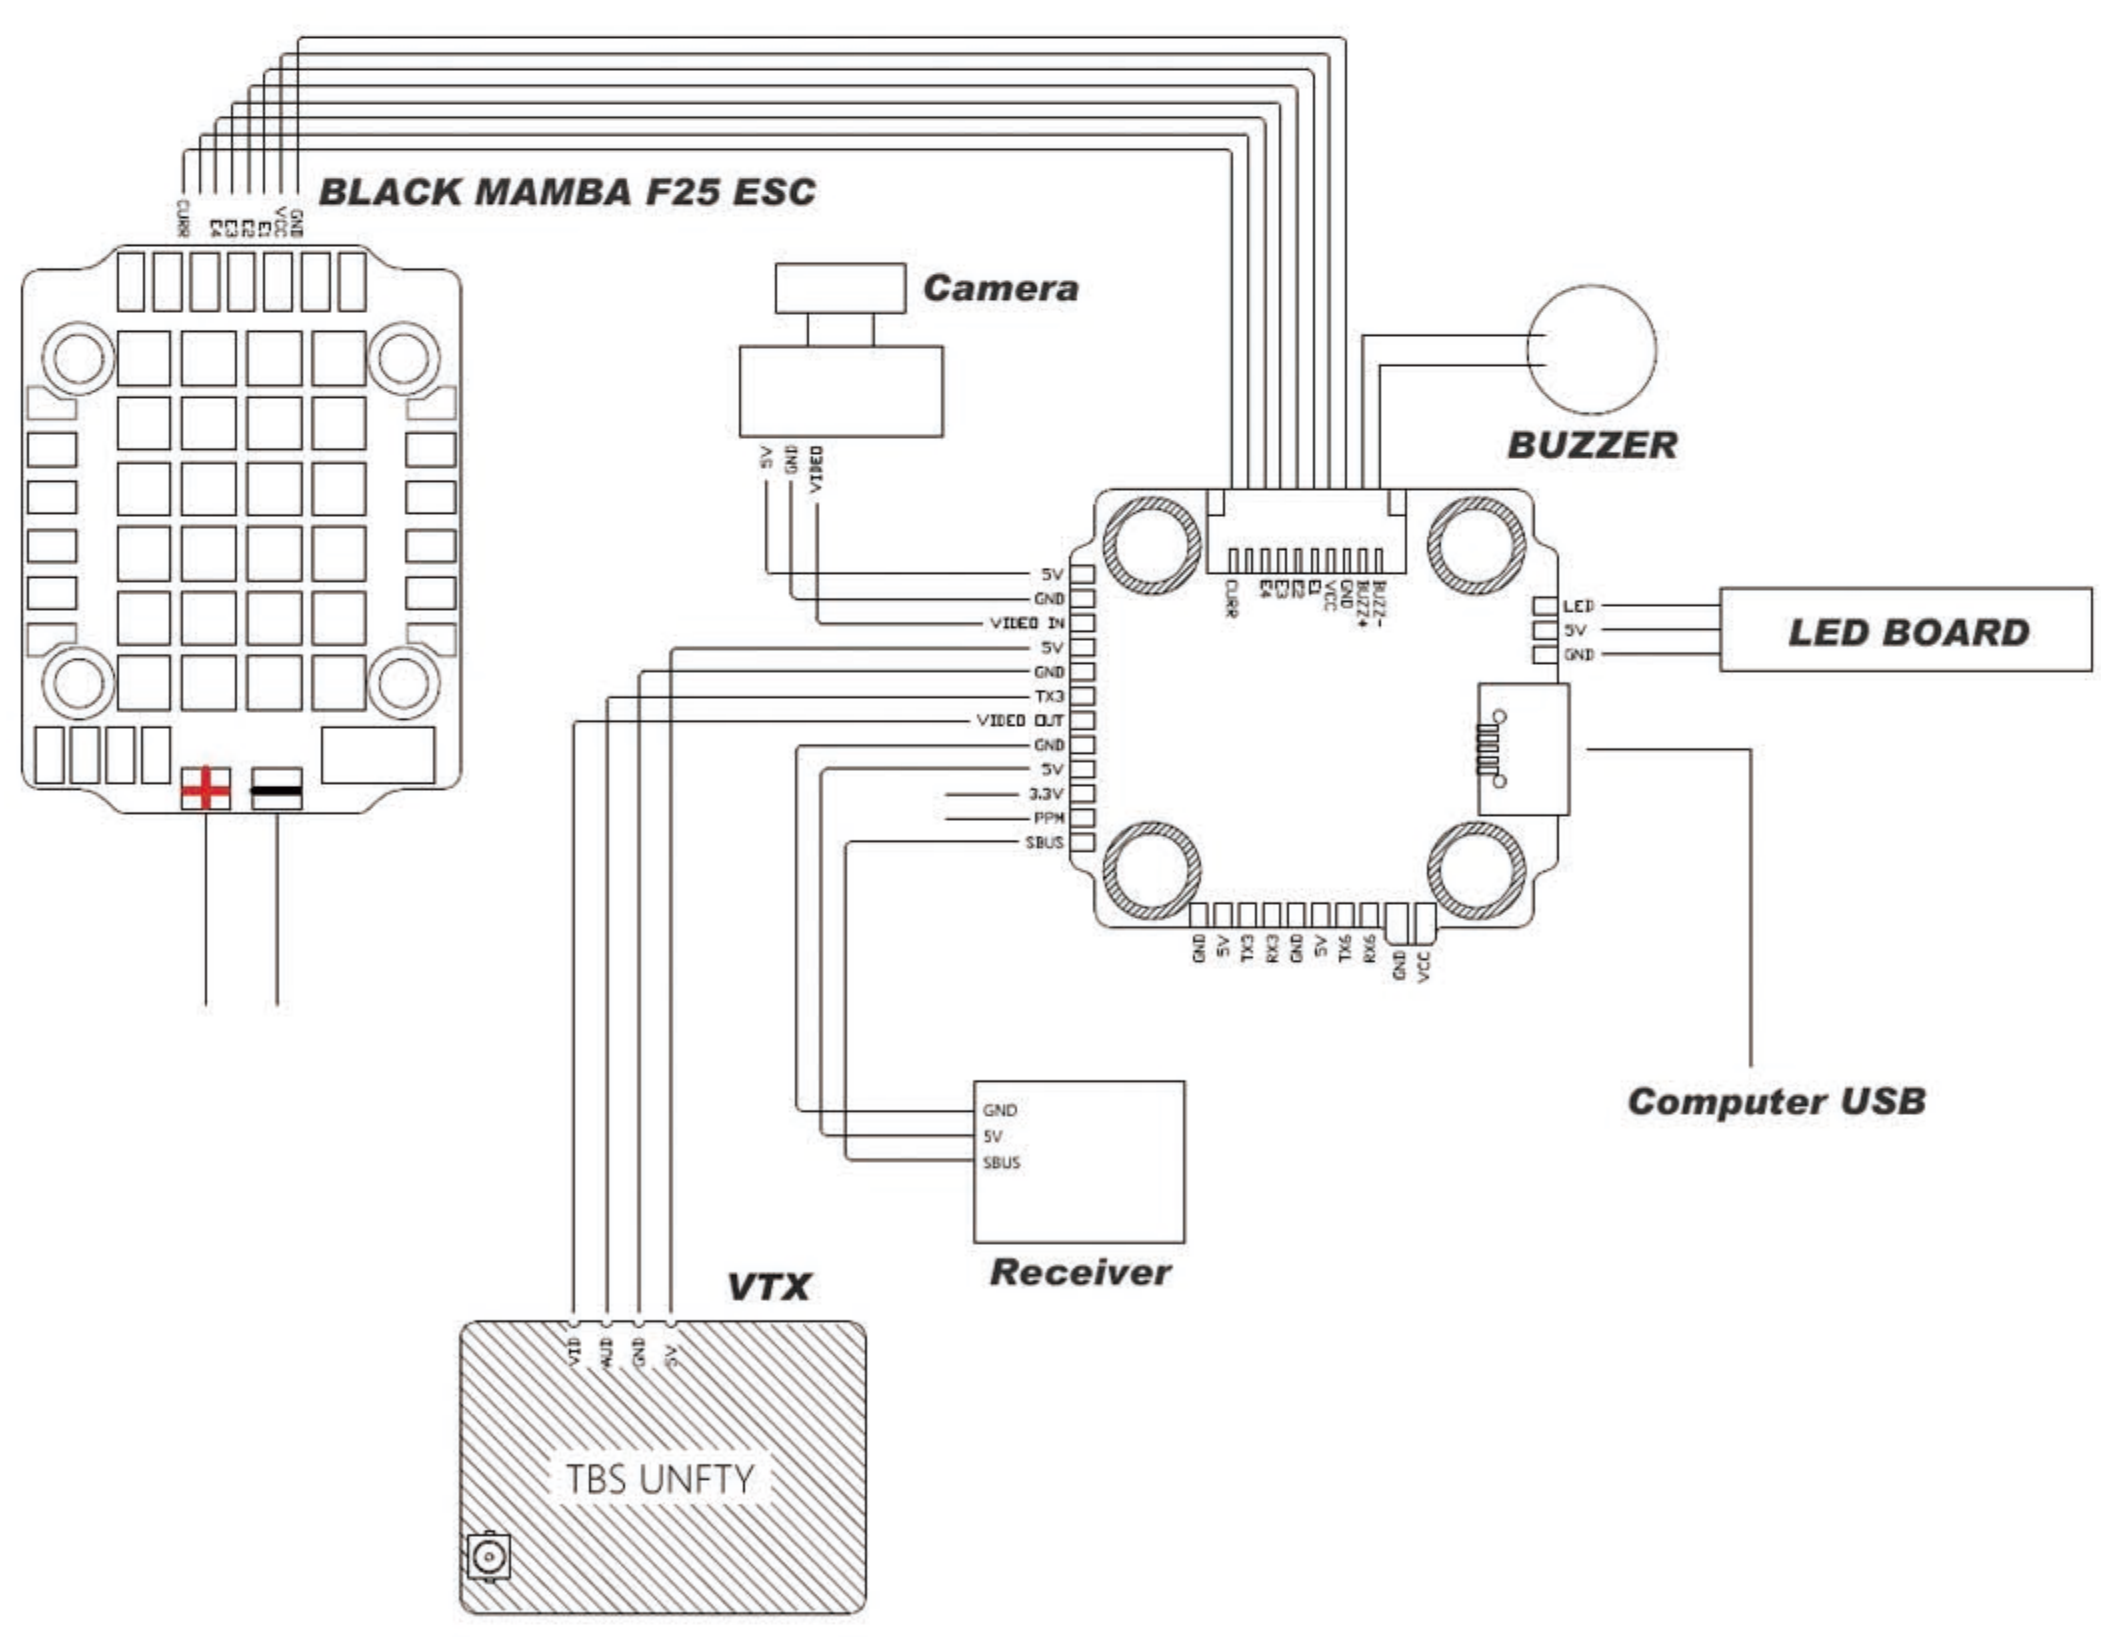 BLACK MAMBA F25 ESC
CURR
E4
E3
E2
E1
VCC
GND
Camera
5V
GND
VIDEO
BUZZER
CURR
E4
E3
E2
E1
VCC
GND
BUZZ+
BUZZ-
5V
GND
VIDEO IN
5V
GND
TX3
VIDEO OUT
GND
5V
3.3V
PPM
SBUS
LED
5V
GND
LED BOARD
GND
5V
TX3
RX3
GND
5V
TX6
RX6
GND
VCC
Computer USB
GND
5V
SBUS
Receiver
VTX
VID
AUD
GND
5V
TBS UNFTY